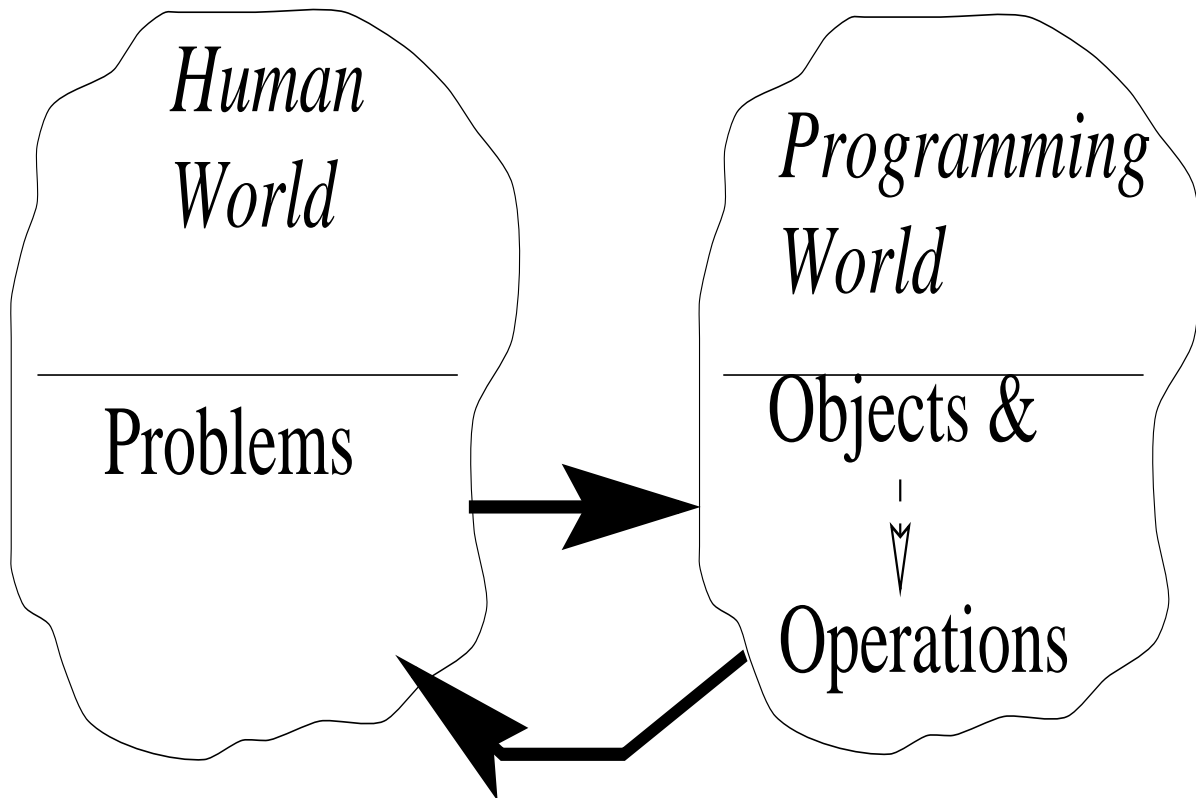 Human
World
Problems
Programming
World
Objects &
Operations